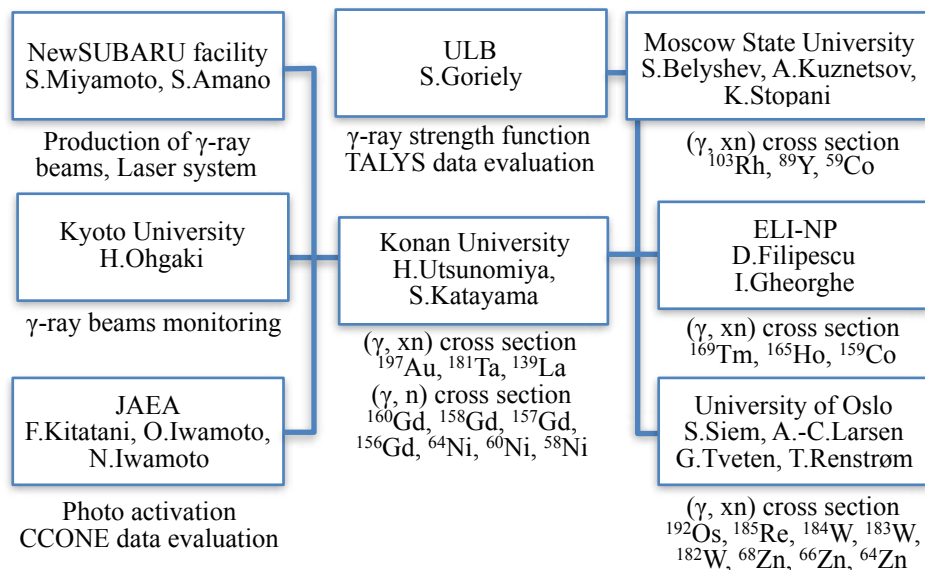 NewSUBARU facility
S.Miyamoto, S.Amano
Production of γ-ray
beams, Laser system
Kyoto University
H.Ohgaki
γ-ray beams monitoring
JAEA
F.Kitatani, O.Iwamoto,
N.Iwamoto
Photo activation
CCONE data evaluation
ULB
S.Goriely
γ-ray strength function
TALYS data evaluation
Konan University
H.Utsunomiya,
S.Katayama
(γ, xn) cross section
¹⁹⁷Au, ¹⁸¹Ta, ¹³⁹La
(γ, n) cross section
¹⁶⁰Gd, ¹⁵⁸Gd, ¹⁵⁷Gd,
¹⁵⁶Gd, ⁶⁴Ni, ⁶⁰Ni, ⁵⁸Ni
Moscow State University
S.Belyshev, A.Kuznetsov,
K.Stopani
(γ, xn) cross section
¹⁰³Rh, ⁸⁹Y, ⁵⁹Co
ELI-NP
D.Filipescu
I.Gheorghe
(γ, xn) cross section
¹⁶⁹Tm, ¹⁶⁵Ho, ¹⁵⁹Co
University of Oslo
S.Siem, A.-C.Larsen
G.Tveten, T.Renstrøm
(γ, xn) cross section
¹⁹²Os, ¹⁸⁵Re, ¹⁸⁴W, ¹⁸³W,
¹⁸²W, ⁶⁸Zn, ⁶⁶Zn, ⁶⁴Zn